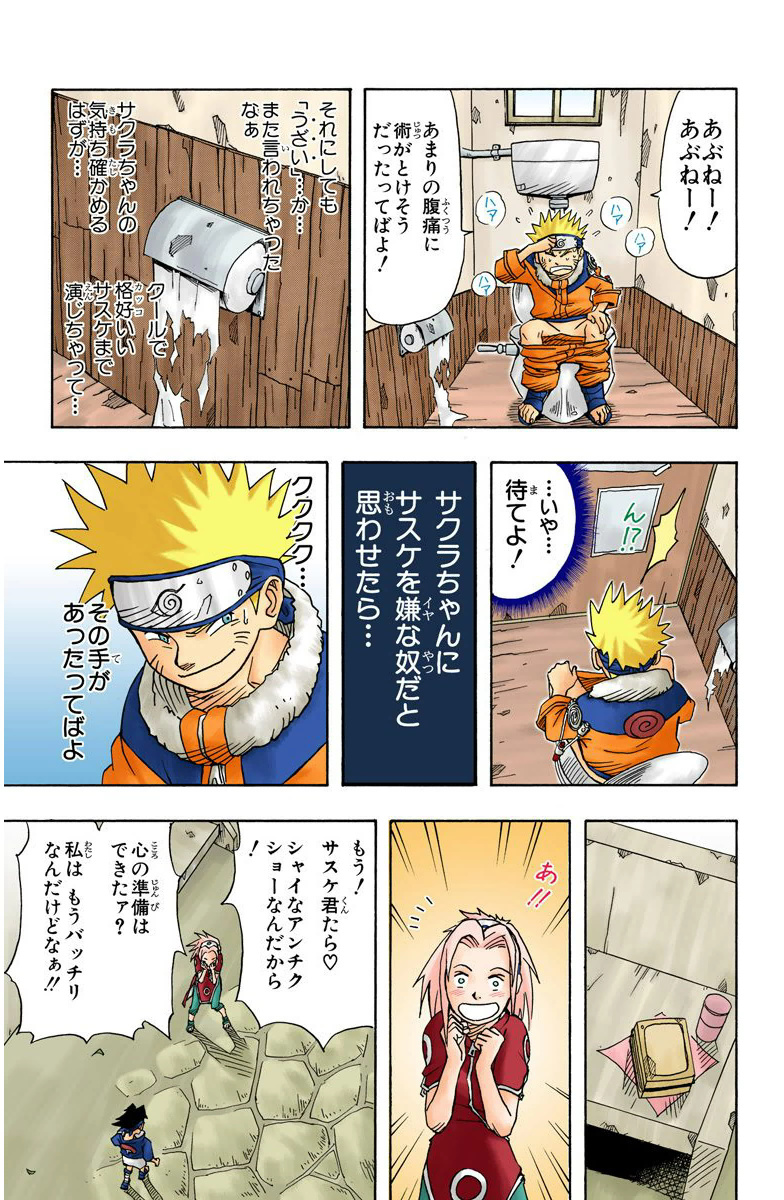 あぶねー!
あぶねー!
あまりの腹痛に
術がとけそう
だったってばよ!
ハァ
ハァ
ハァ
ハァ
それにしても
「うざい」…か…
また言われちゃった
なぁ
サクラちゃんの
気持ち確かめる
はずが…
クールで
格好いい
サスケまで
演じちゃって…
ん!?
…いや…
待てよ!
サクラちゃんに
サスケを嫌な奴だと
思わせたら…
クククク…
その手が
あったってばよ
あ!!
もう!
サスケ君たら♡
シャイなアンチク
ショーなんだから
!
心の準備は
できたァ?
私は もうバッチリ
なんだけどなぁ!!